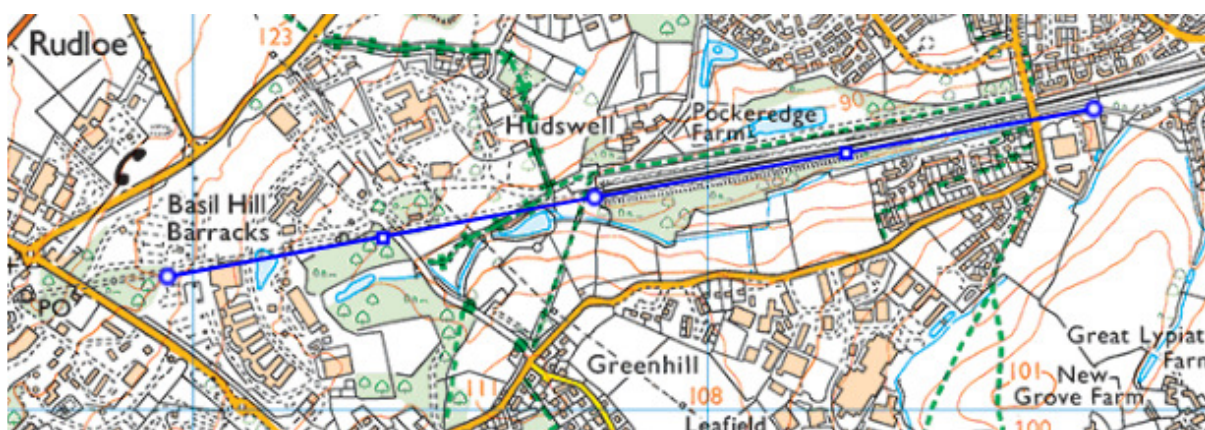 Rudloe
123
Hudswell
Pockeredge
Farm
90
Basil Hill
Barracks
PO
Greenhill
111
108
Leafield
Great Lypiat
Farm
101
New
Grove Farm
100